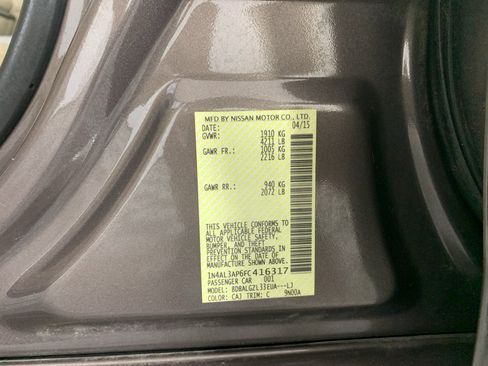 MFD BY NISSAN MOTOR CO., LTD.
DATE: 04/15
GVWR: 1910 KG
4211 LB
GAWR FR.: 1005 KG
2216 LB
GAWR RR.: 940 KG
2072 LB
THIS VEHICLE CONFORMS TO
ALL APPLICABLE FEDERAL
MOTOR VEHICLE SAFETY,
BUMPER, AND THEFT
PREVENTION STANDARDS IN
EFFECT ON THE DATE OF
MANUFACTURE SHOWN ABOVE.
1N4AL3AP6FC416317
PASSENGER CAR 001
MODEL: BDBALGZL33EUA---LJ
COLOR: CAJ TRIM: C 9N00A